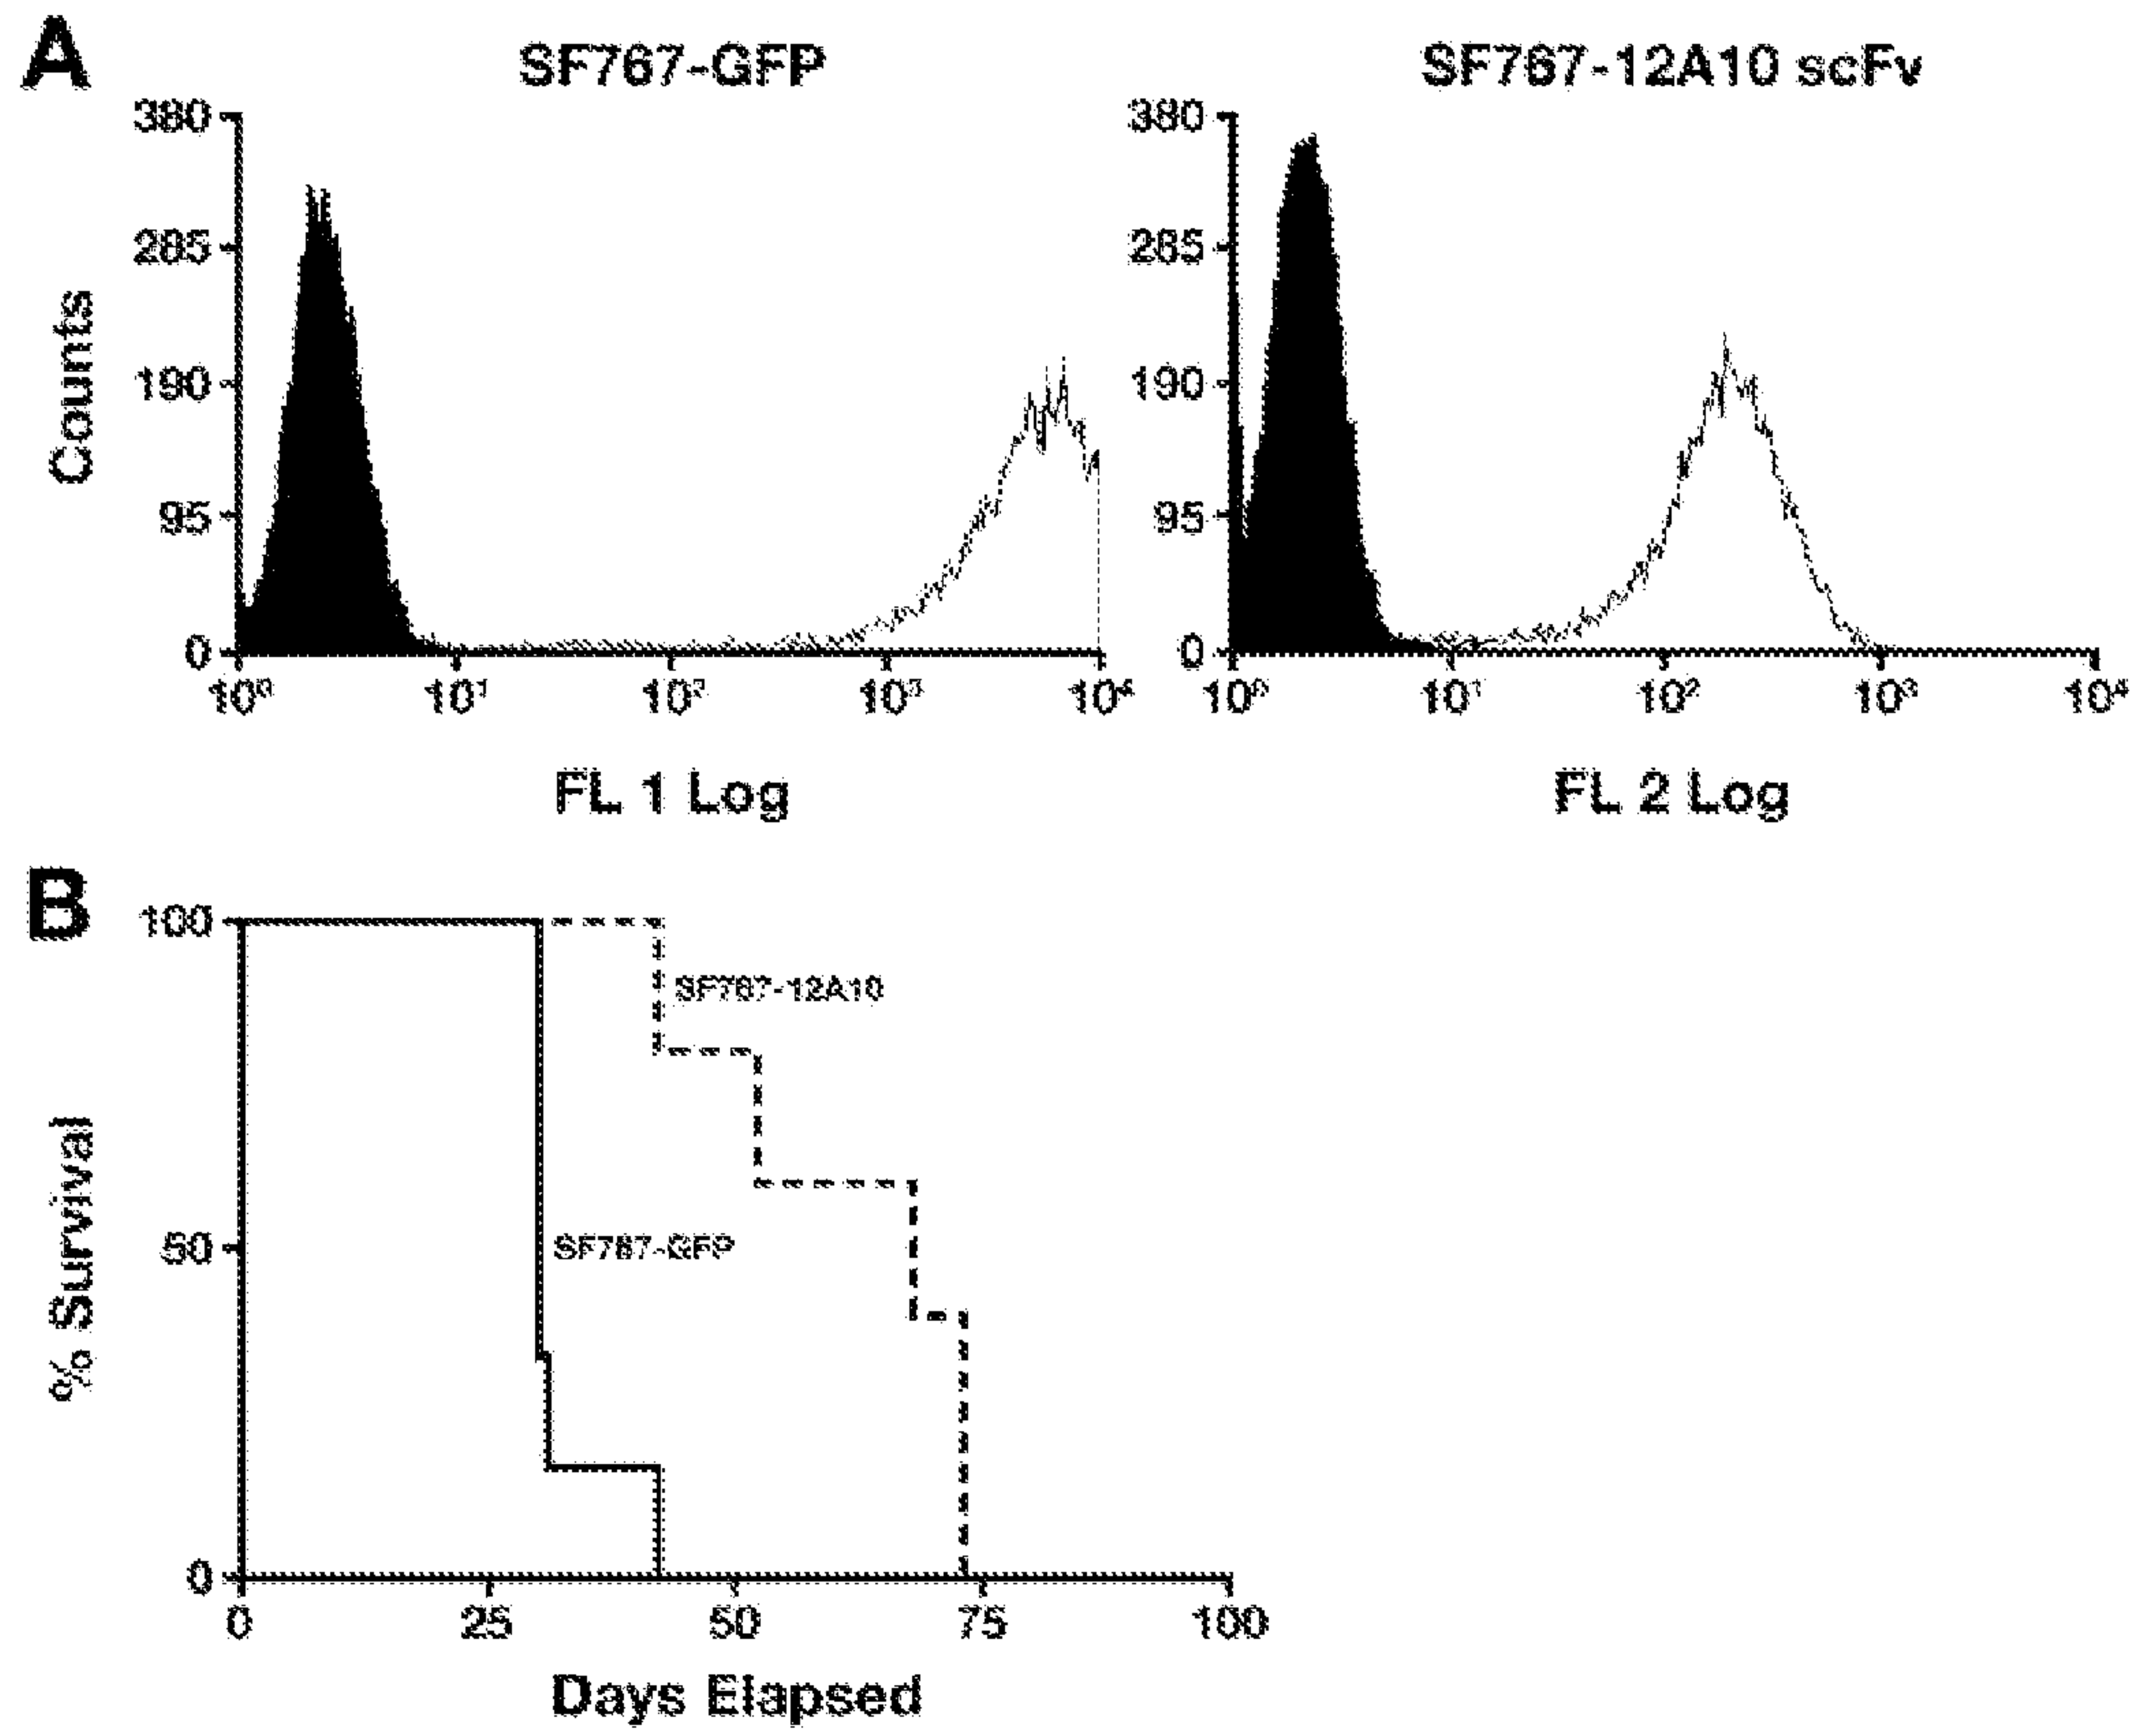 A
SF767-GFP
SF767-12A10 scFv
Counts
380
285
190
95
0
10⁰ 10¹ 10² 10³ 10⁴
FL 1 Log
380
285
190
95
0
10⁰ 10¹ 10² 10³ 10⁴
FL 2 Log
B
% Survival
100
50
0
SF767-12A10
SF767-GFP
0 25 50 75 100
Days Elapsed